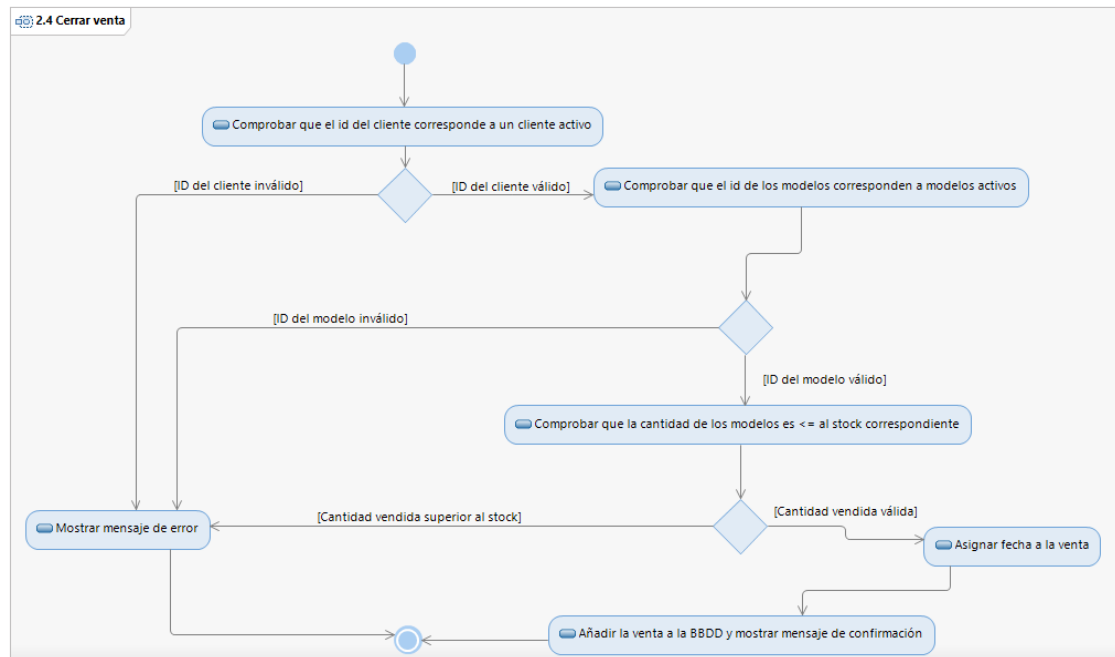 2.4 Cerrar venta
Comprobar que el id del cliente corresponde a un cliente activo
[ID del cliente inválido]
[ID del cliente válido]
Comprobar que el id de los modelos corresponden a modelos activos
[ID del modelo inválido]
[ID del modelo válido]
Comprobar que la cantidad de los modelos es <= al stock correspondiente
[Cantidad vendida superior al stock]
[Cantidad vendida válida]
Mostrar mensaje de error
Asignar fecha a la venta
Añadir la venta a la BBDD y mostrar mensaje de confirmación